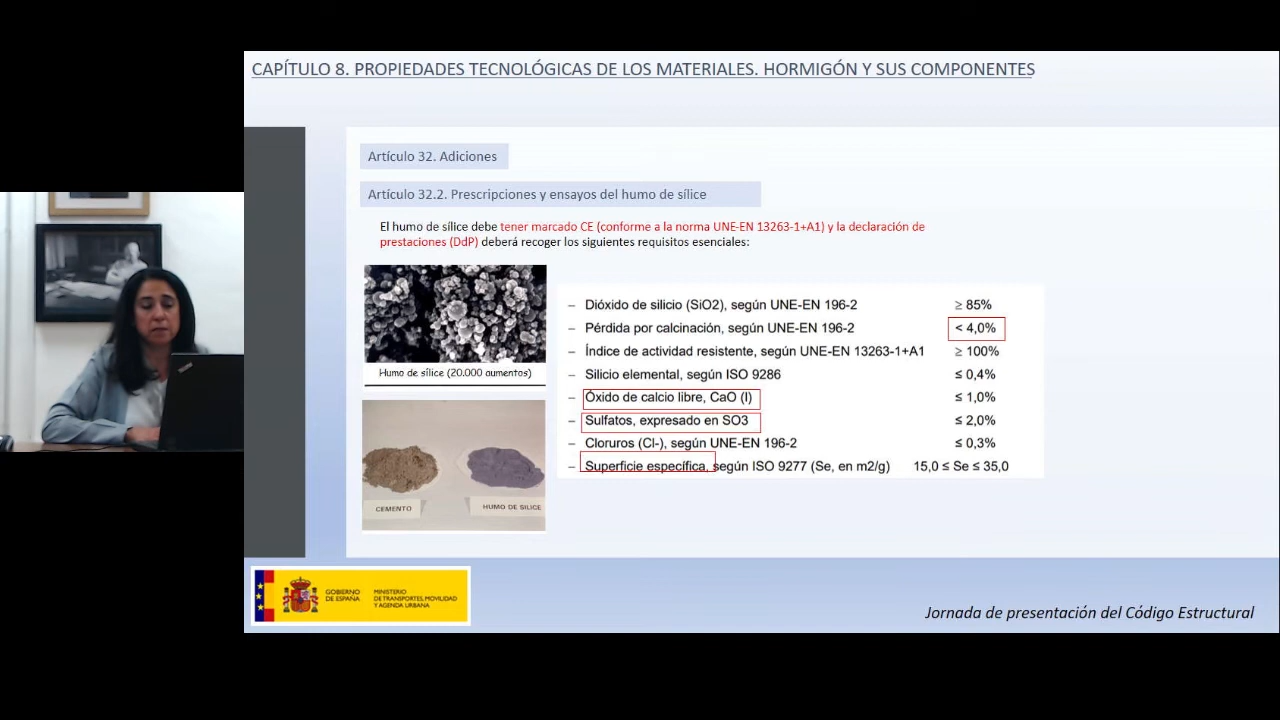 CAPÍTULO 8. PROPIEDADES TECNOLÓGICAS DE LOS MATERIALES. HORMIGÓN Y SUS COMPONENTES
Artículo 32. Adiciones
Artículo 32.2. Prescripciones y ensayos del humo de sílice
El humo de sílice debe tener marcado CE (conforme a la norma UNE-EN 13263-1+A1) y la declaración de
prestaciones (DdP) deberá recoger los siguientes requisitos esenciales:
Humo de sílice (20.000 aumentos)
CEMENTO
HUMO DE SILICE
– Dióxido de silicio (SiO2), según UNE-EN 196-2 ≥ 85%
– Pérdida por calcinación, según UNE-EN 196-2 < 4,0%
– Índice de actividad resistente, según UNE-EN 13263-1+A1 ≥ 100%
– Silicio elemental, según ISO 9286 ≤ 0,4%
– Óxido de calcio libre, CaO (l) ≤ 1,0%
– Sulfatos, expresado en SO3 ≤ 2,0%
– Cloruros (Cl-), según UNE-EN 196-2 ≤ 0,3%
– Superficie específica, según ISO 9277 (Se, en m2/g) 15,0 ≤ Se ≤ 35,0
GOBIERNO
DE ESPAÑA
MINISTERIO
DE TRANSPORTES, MOVILIDAD
Y AGENDA URBANA
Jornada de presentación del Código Estructural